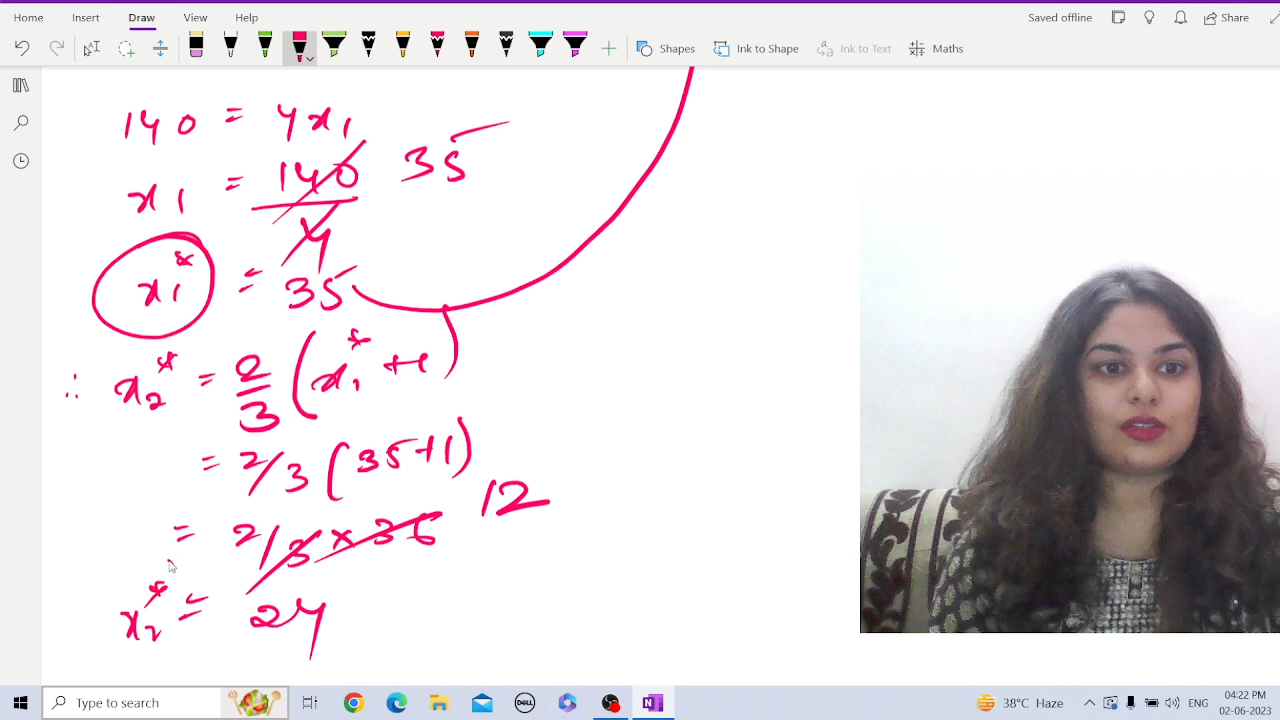 Home Insert Draw View Help Saved offline Share
Shapes Ink to Shape Ink to Text Maths
140 = 4x₁
x₁ = 140/4 35
x₁* = 35
∴ x₂* = 2/3 (x₁* + 1)
= 2/3 (35+1)
= 2/3 × 36 12
x₂* = 24
Type to search DELL 38°C Haze ENG 04:22 PM
02-06-2023